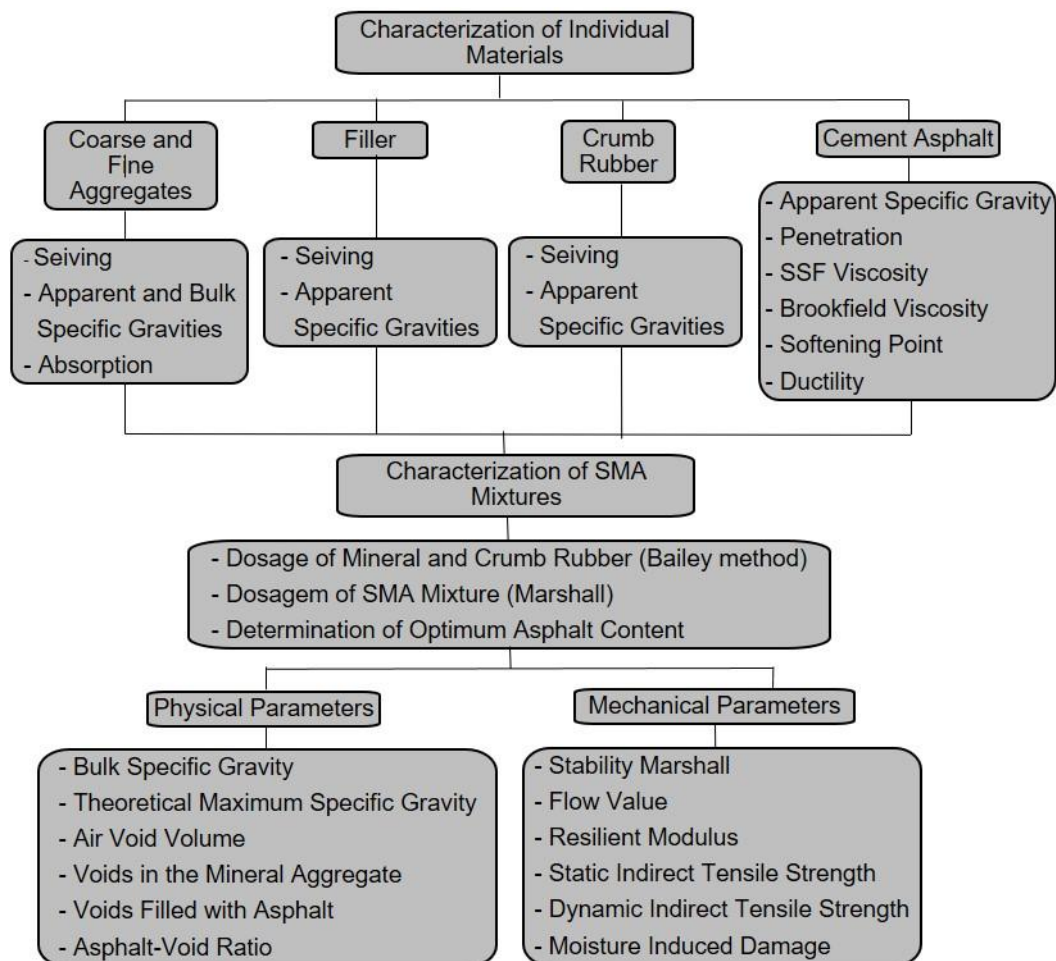 Characterization of Individual
Materials
Coarse and
Fine
Aggregates
Filler
Crumb
Rubber
Cement Asphalt
- Seiving
- Apparent and Bulk
Specific Gravities
- Absorption
- Seiving
- Apparent
Specific Gravities
- Seiving
- Apparent
Specific Gravities
- Apparent Specific Gravity
- Penetration
- SSF Viscosity
- Brookfield Viscosity
- Softening Point
- Ductility
Characterization of SMA
Mixtures
- Dosage of Mineral and Crumb Rubber (Bailey method)
- Dosagem of SMA Mixture (Marshall)
- Determination of Optimum Asphalt Content
Physical Parameters
Mechanical Parameters
- Bulk Specific Gravity
- Theoretical Maximum Specific Gravity
- Air Void Volume
- Voids in the Mineral Aggregate
- Voids Filled with Asphalt
- Asphalt-Void Ratio
- Stability Marshall
- Flow Value
- Resilient Modulus
- Static Indirect Tensile Strength
- Dynamic Indirect Tensile Strength
- Moisture Induced Damage